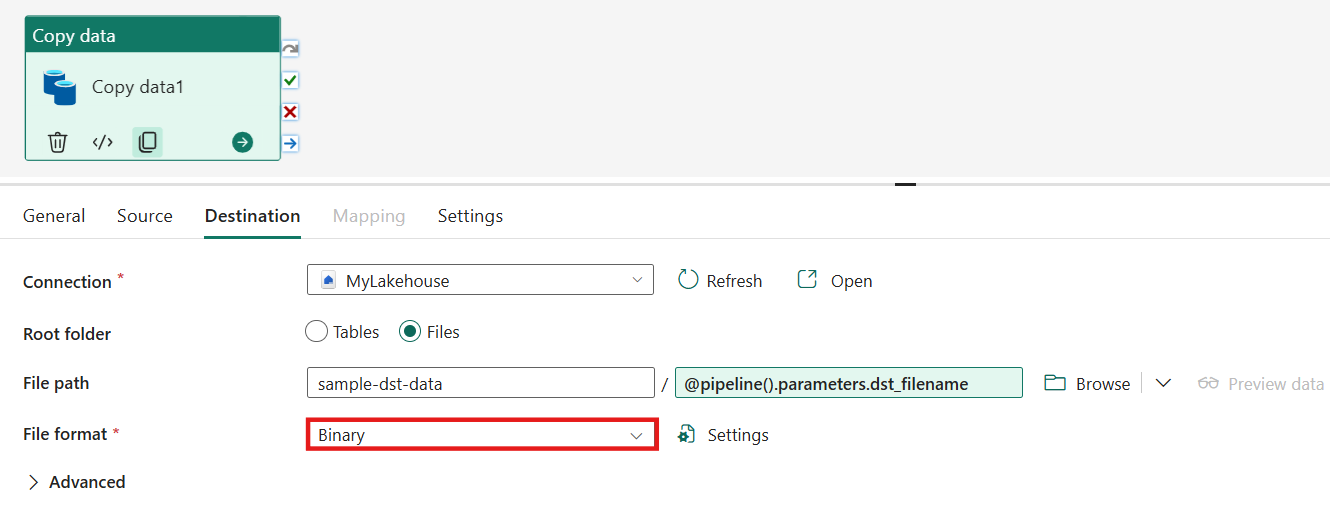 Copy data
Copy data1
</>
General Source Destination Mapping Settings
Connection * MyLakehouse Refresh Open
Root folder Tables Files
File path sample-dst-data / @pipeline().parameters.dst_filename Browse Preview data
File format * Binary Settings
Advanced